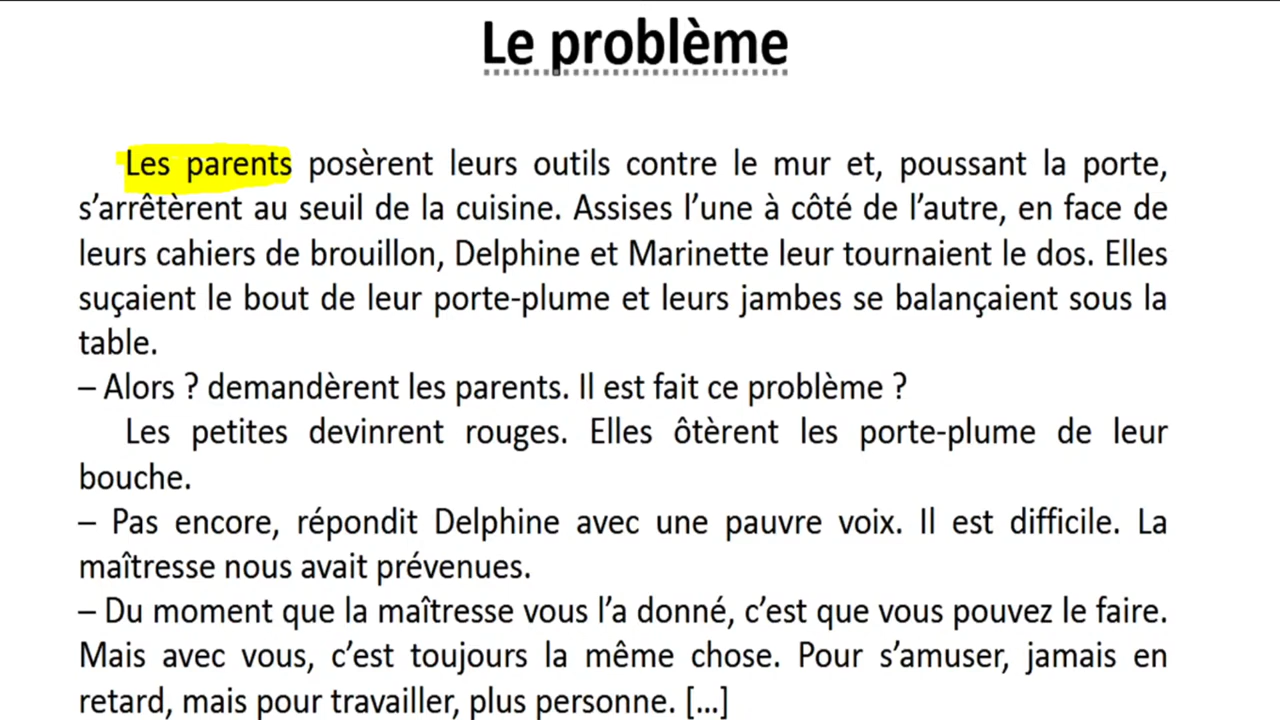 Le problème
Les parents posèrent leurs outils contre le mur et, poussant la porte,
s’arrêtèrent au seuil de la cuisine. Assises l’une à côté de l’autre, en face de
leurs cahiers de brouillon, Delphine et Marinette leur tournaient le dos. Elles
suçaient le bout de leur porte-plume et leurs jambes se balançaient sous la
table.
– Alors ? demandèrent les parents. Il est fait ce problème ?
Les petites devinrent rouges. Elles ôtèrent les porte-plume de leur
bouche.
– Pas encore, répondit Delphine avec une pauvre voix. Il est difficile. La
maîtresse nous avait prévenues.
– Du moment que la maîtresse vous l’a donné, c’est que vous pouvez le faire.
Mais avec vous, c’est toujours la même chose. Pour s’amuser, jamais en
retard, mais pour travailler, plus personne. [...]